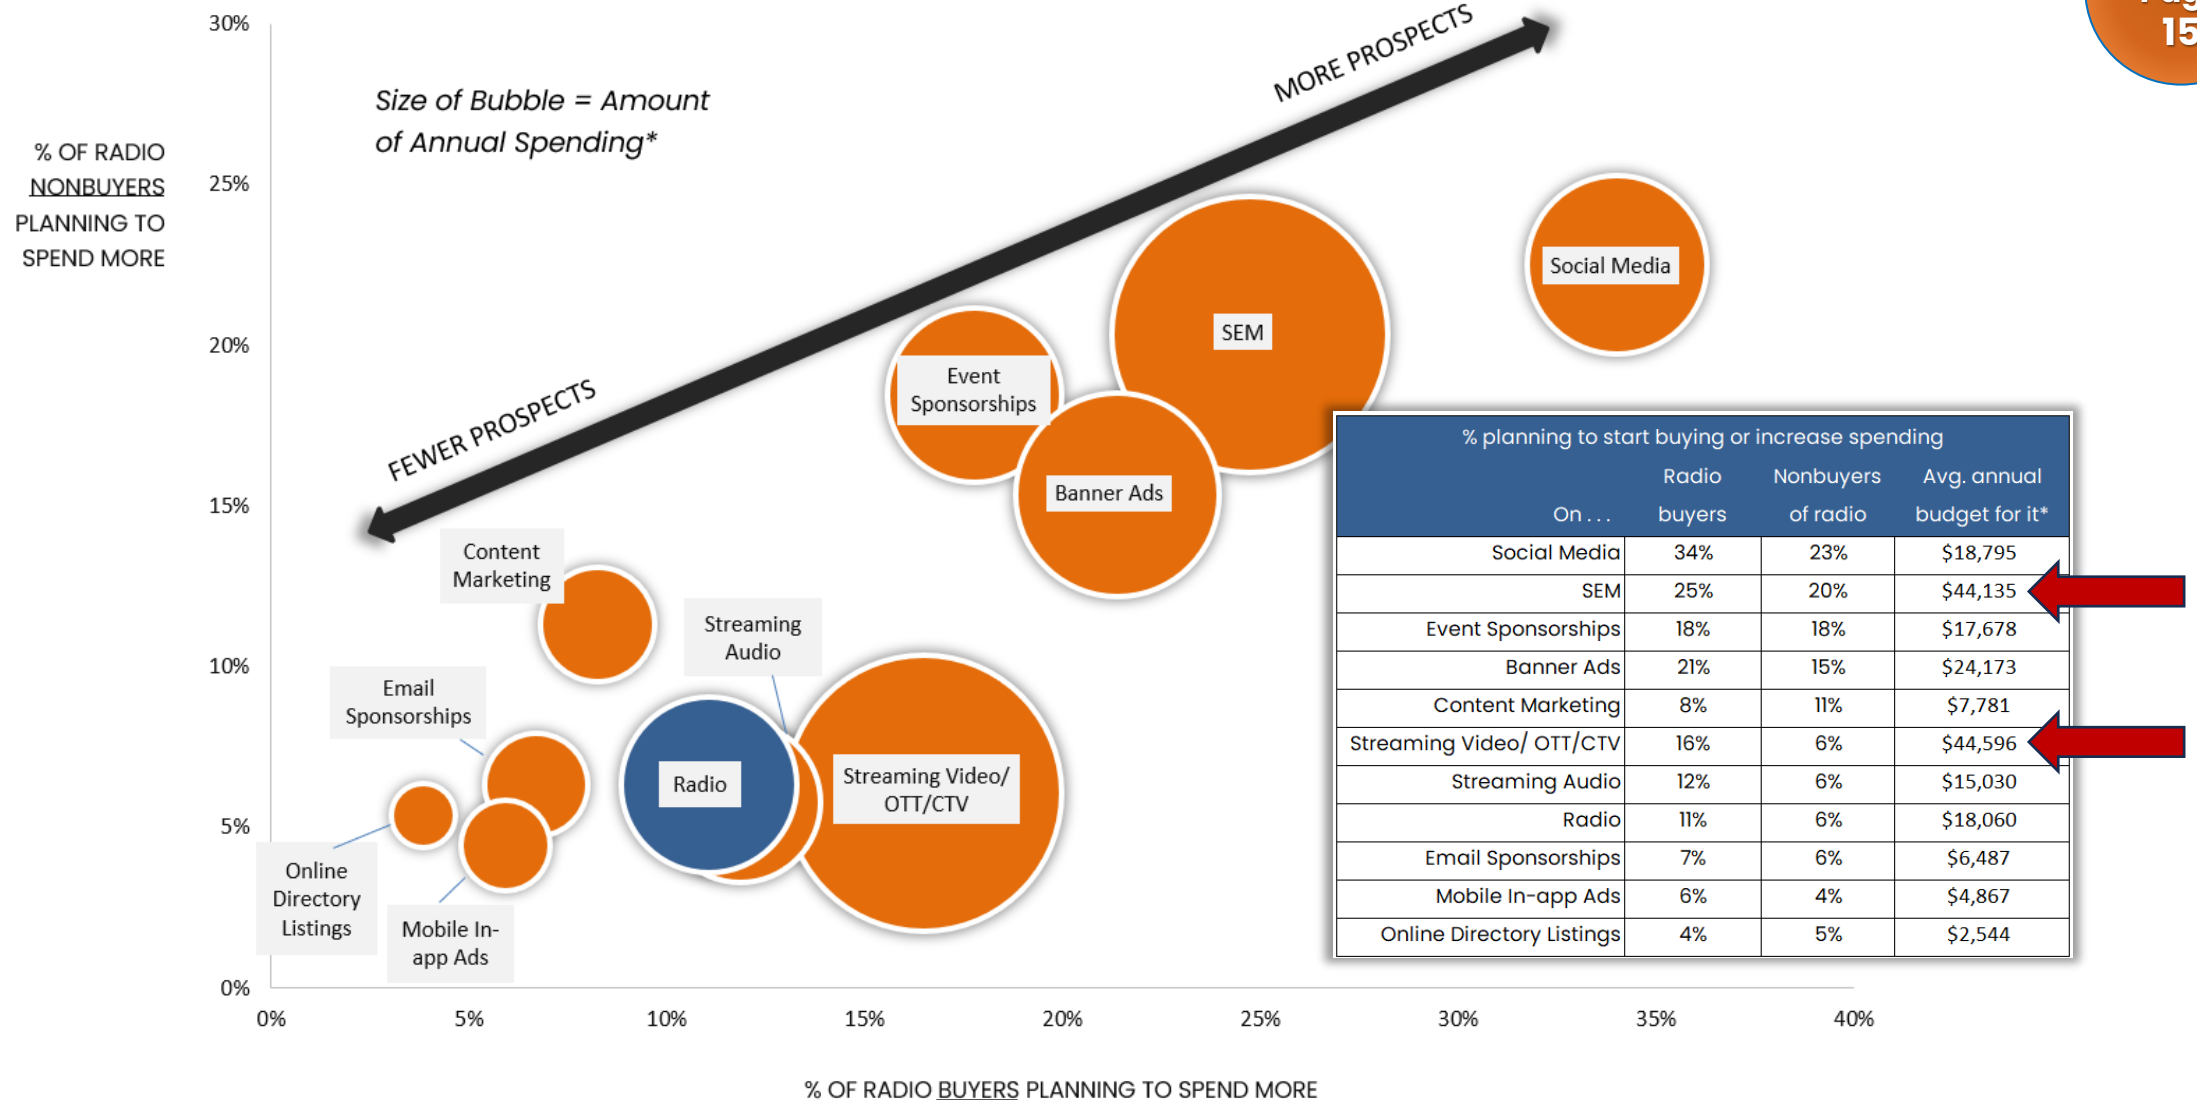 15
30%
25%
20%
15%
10%
5%
0%
% OF RADIO
NONBUYERS
PLANNING TO
SPEND MORE
Size of Bubble = Amount
of Annual Spending*
MORE PROSPECTS
FEWER PROSPECTS
Social Media
SEM
Event
Sponsorships
Banner Ads
Content
Marketing
Streaming
Audio
Email
Sponsorships
Radio
Streaming Video/
OTT/CTV
Online
Directory
Listings
Mobile In-
app Ads
% planning to start buying or increase spending
Radio Nonbuyers Avg. annual
On . . . buyers of radio budget for it*
Social Media 34% 23% $18,795
SEM 25% 20% $44,135
Event Sponsorships 18% 18% $17,678
Banner Ads 21% 15% $24,173
Content Marketing 8% 11% $7,781
Streaming Video/ OTT/CTV 16% 6% $44,596
Streaming Audio 12% 6% $15,030
Radio 11% 6% $18,060
Email Sponsorships 7% 6% $6,487
Mobile In-app Ads 6% 4% $4,867
Online Directory Listings 4% 5% $2,544
0% 5% 10% 15% 20% 25% 30% 35% 40%
% OF RADIO BUYERS PLANNING TO SPEND MORE